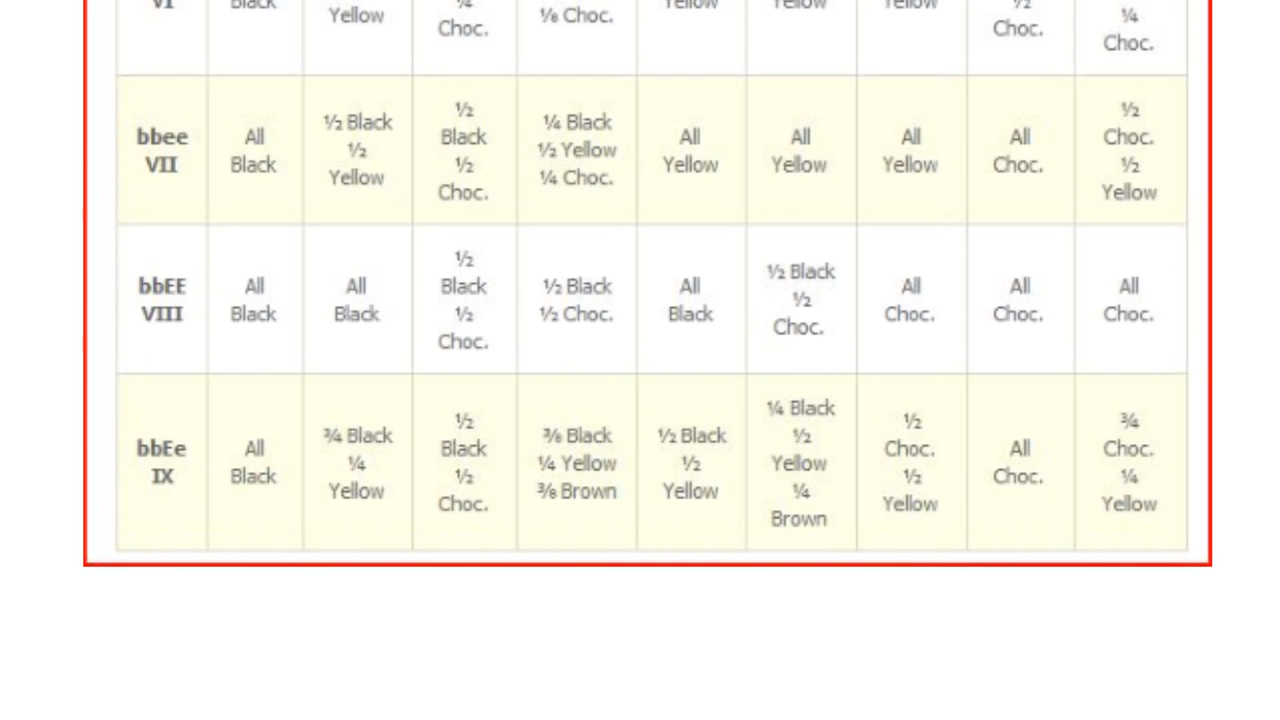 VI
Black
Yellow
¼
Choc.
⅛ Choc.
Yellow
Yellow
Yellow
½
Choc.
¼
Choc.
bbee
VII
All
Black
½ Black
½
Yellow
½
Black
½
Choc.
¼ Black
½ Yellow
¼ Choc.
All
Yellow
All
Yellow
All
Yellow
All
Choc.
½
Choc.
½
Yellow
bbEE
VIII
All
Black
All
Black
½
Black
½
Choc.
½ Black
½ Choc.
All
Black
½ Black
½
Choc.
All
Choc.
All
Choc.
All
Choc.
bbEe
IX
All
Black
¾ Black
¼
Yellow
½
Black
½
Choc.
⅜ Black
¼ Yellow
⅜ Brown
½ Black
½
Yellow
¼ Black
½
Yellow
¼
Brown
½
Choc.
½
Yellow
All
Choc.
¾
Choc.
¼
Yellow